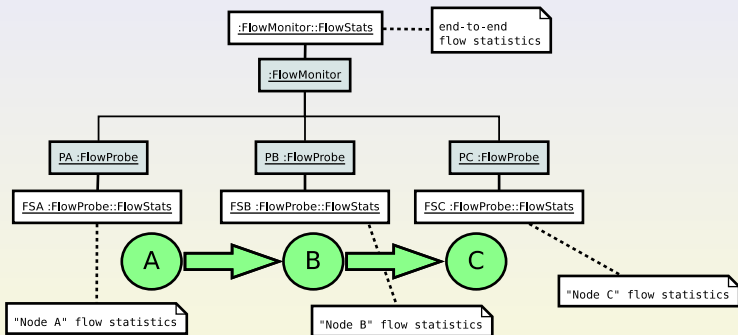 :FlowMonitor::FlowStats
end-to-end
flow statistics
:FlowMonitor
PA :FlowProbe
PB :FlowProbe
PC :FlowProbe
FSA :FlowProbe::FlowStats
FSB :FlowProbe::FlowStats
FSC :FlowProbe::FlowStats
A
B
C
"Node A" flow statistics
"Node B" flow statistics
"Node C" flow statistics